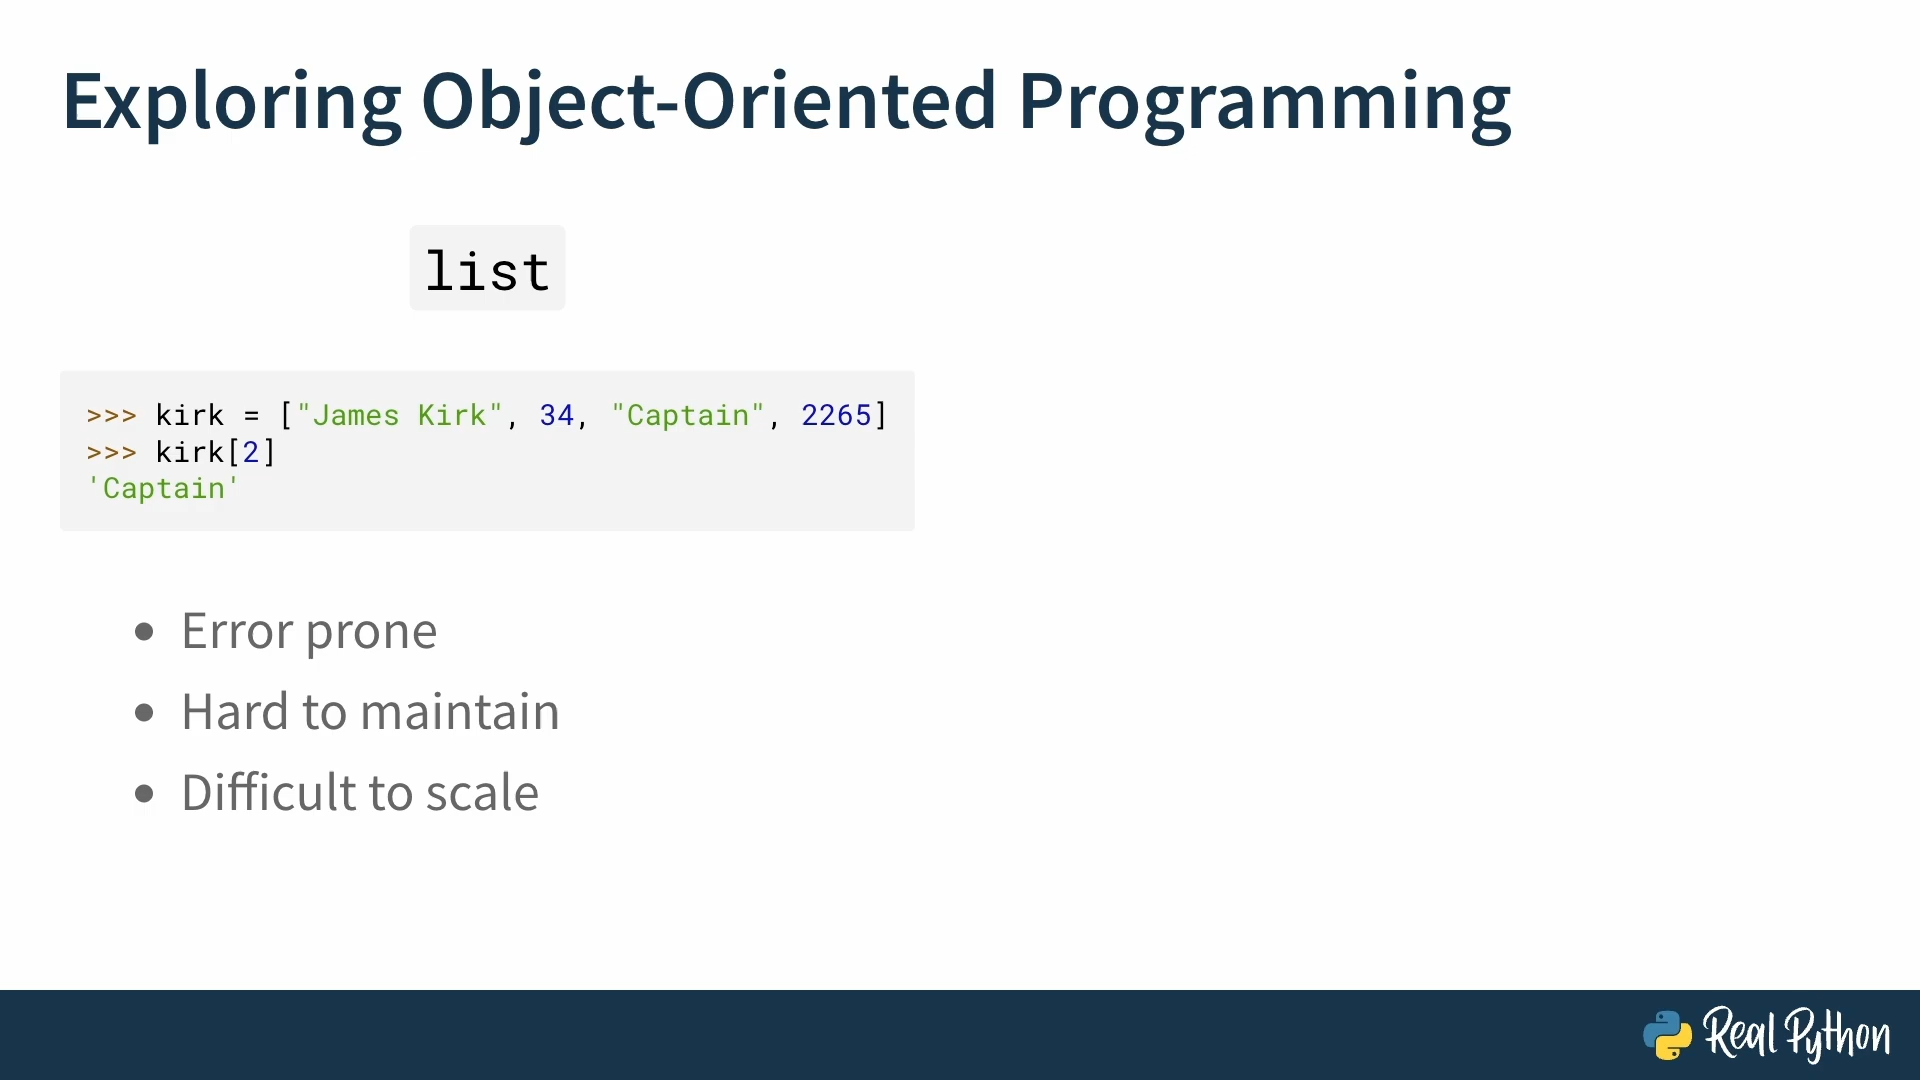 Exploring Object-Oriented Programming
list
>>> kirk = ["James Kirk", 34, "Captain", 2265]
>>> kirk[2]
'Captain'
• Error prone
• Hard to maintain
• Difficult to scale
Real Python